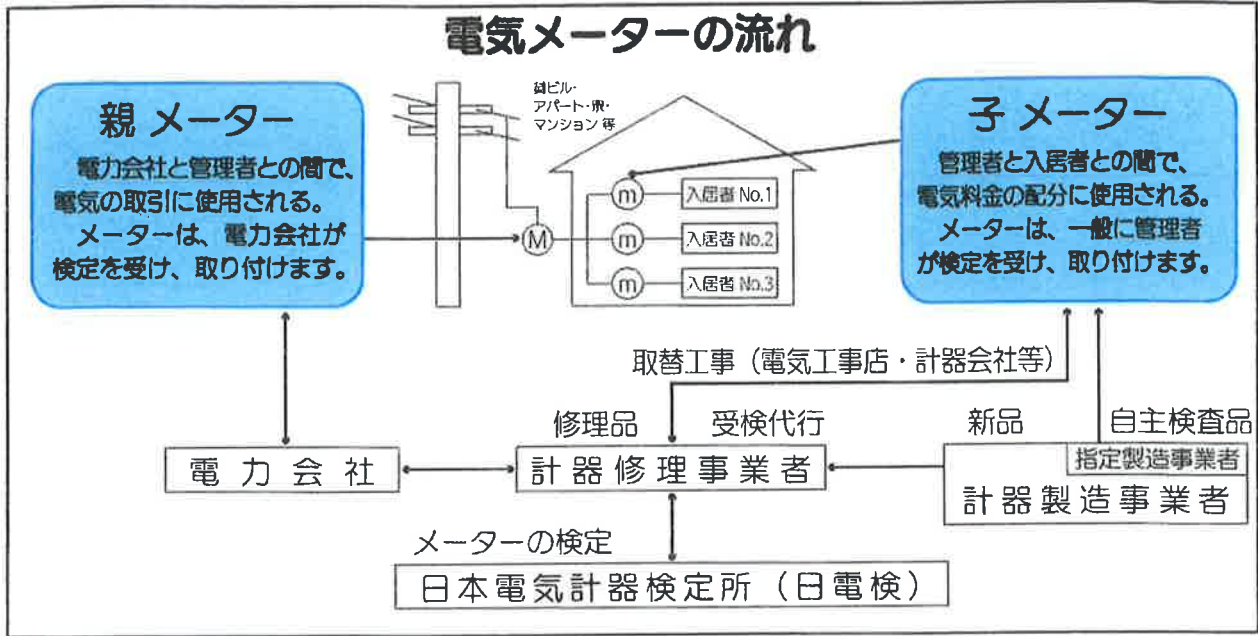 電気メーターの流れ
親 メーター
電力会社と管理者との間で、
電気の取引に使用される。
メーターは、電力会社が
検定を受け、取り付けます。
貸ビル・
アパート・寮・
マンション 等
M
m
入居者 No.1
m
入居者 No.2
m
入居者 No.3
子 メーター
管理者と入居者との間で、
電気料金の配分に使用される。
メーターは、一般に管理者
が検定を受け、取り付けます。
取替工事（電気工事店・計器会社等）
修理品 受検代行
新品 自主検査品
電力会社
計器修理事業者
指定製造事業者
計器製造事業者
メーターの検定
日本電気計器検定所（日電検）